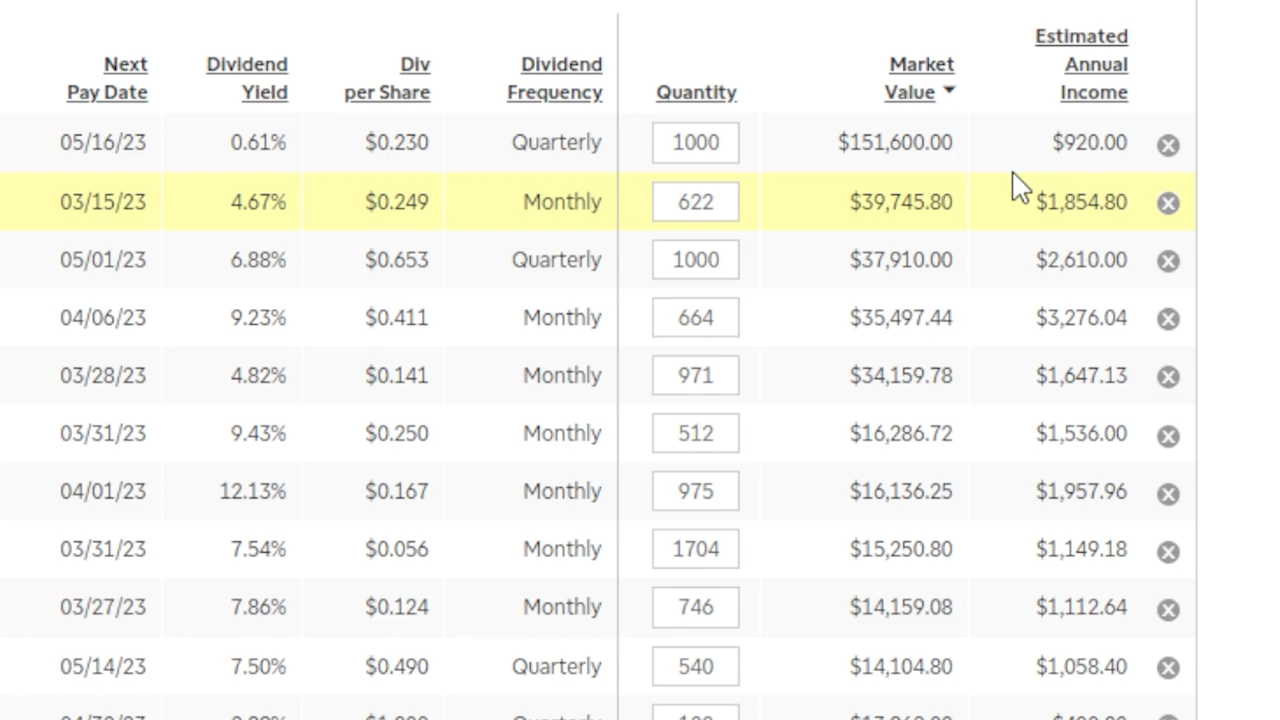 Next Pay Date Dividend Yield Div per Share Dividend Frequency Quantity Market Value Estimated Annual Income
05/16/23 0.61% $0.230 Quarterly 1000 $151,600.00 $920.00
03/15/23 4.67% $0.249 Monthly 622 $39,745.80 $1,854.80
05/01/23 6.88% $0.653 Quarterly 1000 $37,910.00 $2,610.00
04/06/23 9.23% $0.411 Monthly 664 $35,497.44 $3,276.04
03/28/23 4.82% $0.141 Monthly 971 $34,159.78 $1,647.13
03/31/23 9.43% $0.250 Monthly 512 $16,286.72 $1,536.00
04/01/23 12.13% $0.167 Monthly 975 $16,136.25 $1,957.96
03/31/23 7.54% $0.056 Monthly 1704 $15,250.80 $1,149.18
03/27/23 7.86% $0.124 Monthly 746 $14,159.08 $1,112.64
05/14/23 7.50% $0.490 Quarterly 540 $14,104.80 $1,058.40
Quarterly